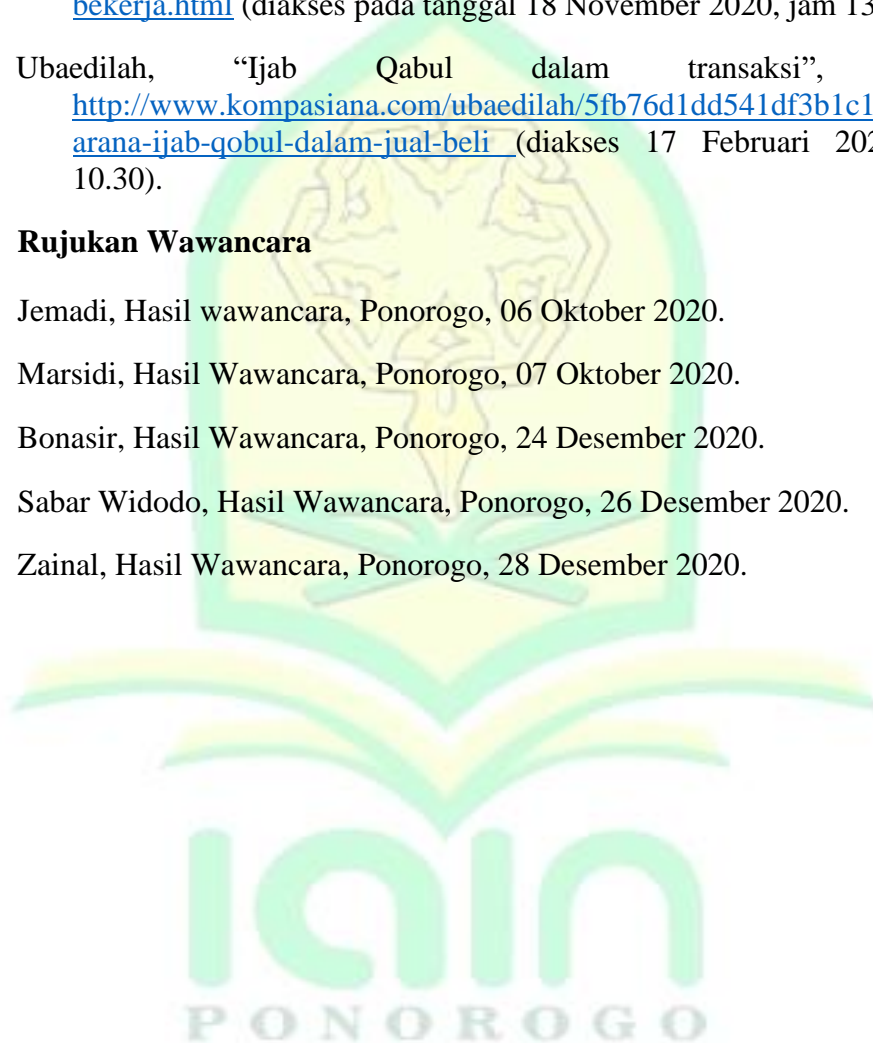 bekerja.html (diakses pada tanggal 18 November 2020, jam 13
Ubaedilah, “Ijab Qabul dalam transaksi”,
http://www.kompasiana.com/ubaedilah/5fb76d1dd541df3b1c1
arana-ijab-qobul-dalam-jual-beli (diakses 17 Februari 202
10.30).
Rujukan Wawancara
Jemadi, Hasil wawancara, Ponorogo, 06 Oktober 2020.
Marsidi, Hasil Wawancara, Ponorogo, 07 Oktober 2020.
Bonasir, Hasil Wawancara, Ponorogo, 24 Desember 2020.
Sabar Widodo, Hasil Wawancara, Ponorogo, 26 Desember 2020.
Zainal, Hasil Wawancara, Ponorogo, 28 Desember 2020.
iain
PONOROGO